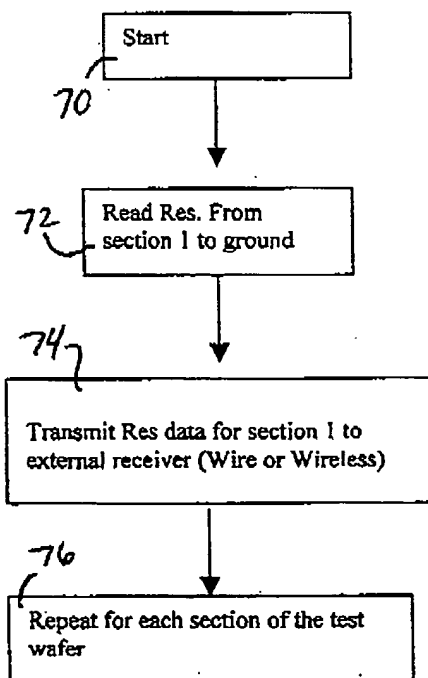 Start
70
72
Read Res. From
section 1 to ground
74
Transmit Res data for section 1 to
external receiver (Wire or Wireless)
76
Repeat for each section of the test
wafer